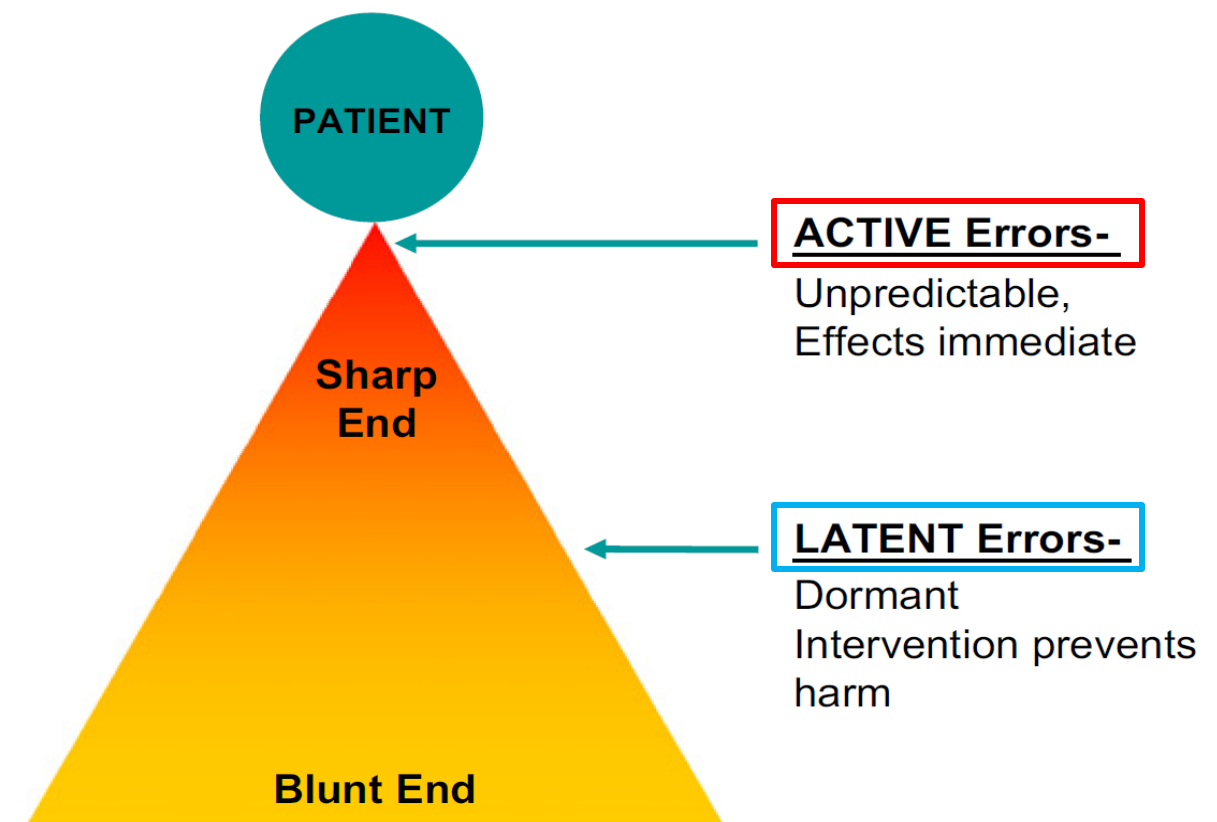 PATIENT
ACTIVE Errors-
Unpredictable,
Effects immediate
Sharp
End
LATENT Errors-
Dormant
Intervention prevents
harm
Blunt End